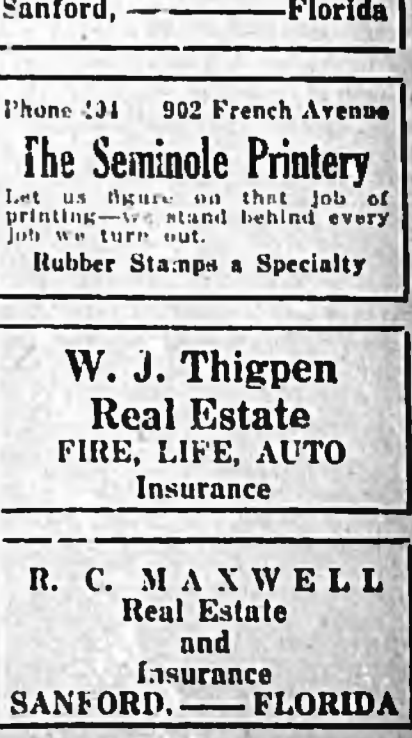 Sanford, ——— Florida
Phone 401 902 French Avenue
The Seminole Printery
Let us figure on that job of
printing—we stand behind every
job we turn out.
Rubber Stamps a Specialty
W. J. Thigpen
Real Estate
FIRE, LIFE, AUTO
Insurance
R. C. MAXWELL
Real Estate
and
Insurance
SANFORD, —— FLORIDA